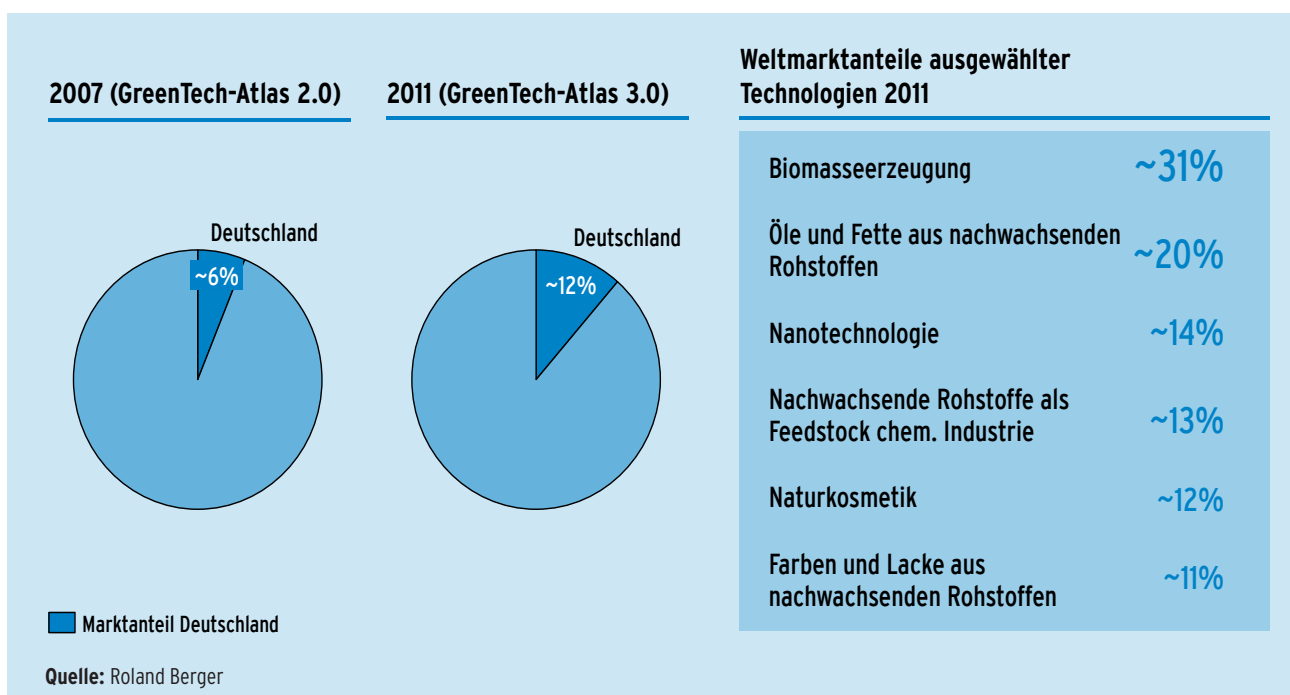 2007 (GreenTech-Atlas 2.0)
Deutschland
~6%
2011 (GreenTech-Atlas 3.0)
Deutschland
~12%
Marktanteil Deutschland
Weltmarktanteile ausgewählter
Technologien 2011
Biomasseerzeugung ~31%
Öle und Fette aus nachwachsenden
Rohstoffen ~20%
Nanotechnologie ~14%
Nachwachsende Rohstoffe als
Feedstock chem. Industrie ~13%
Naturkosmetik ~12%
Farben und Lacke aus
nachwachsenden Rohstoffen ~11%
Quelle: Roland Berger